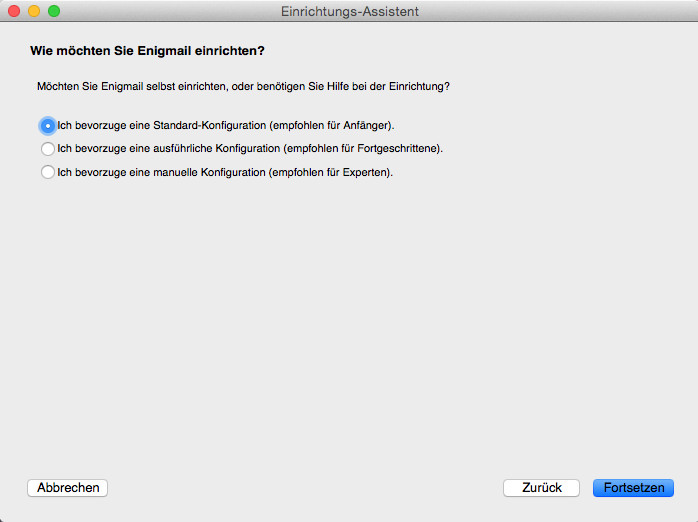 Einrichtungs-Assistent
Wie möchten Sie Enigmail einrichten?
Möchten Sie Enigmail selbst einrichten, oder benötigen Sie Hilfe bei der Einrichtung?
Ich bevorzuge eine Standard-Konfiguration (empfohlen für Anfänger).
Ich bevorzuge eine ausführliche Konfiguration (empfohlen für Fortgeschrittene).
Ich bevorzuge eine manuelle Konfiguration (empfohlen für Experten).
Abbrechen Zurück Fortsetzen